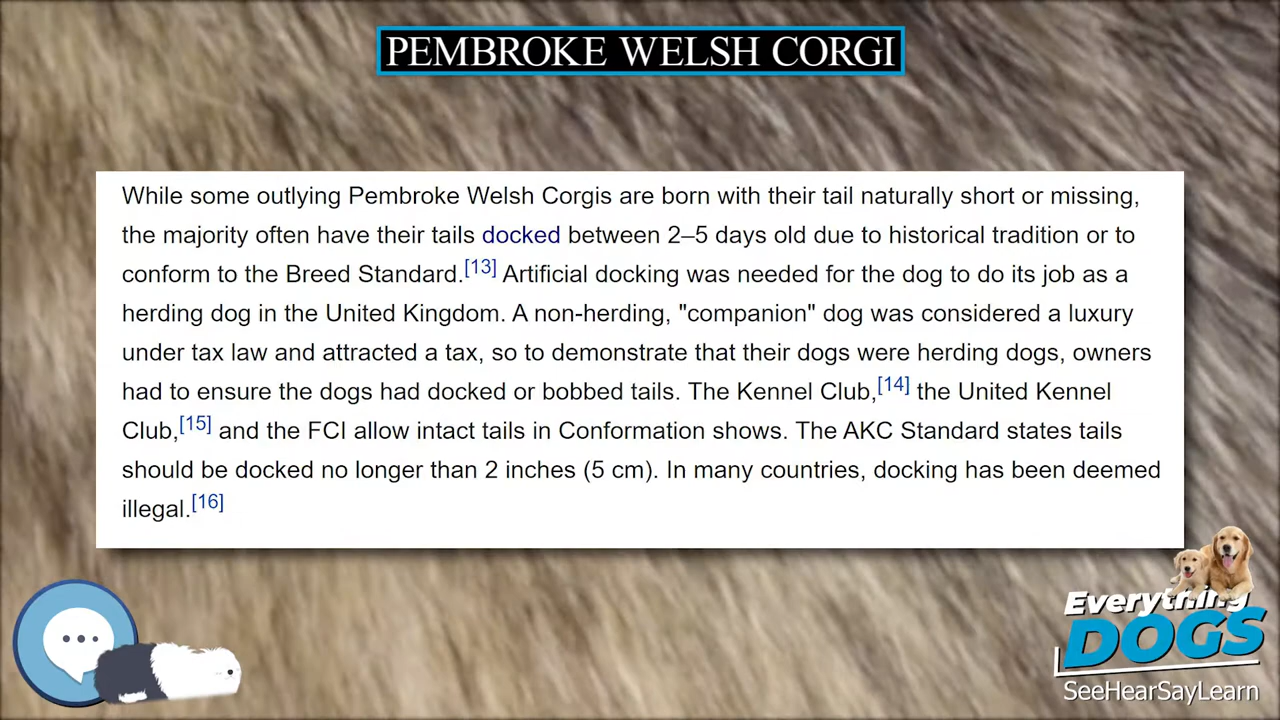 PEMBROKE WELSH CORGI
While some outlying Pembroke Welsh Corgis are born with their tail naturally short or missing,
the majority often have their tails docked between 2–5 days old due to historical tradition or to
conform to the Breed Standard.[13] Artificial docking was needed for the dog to do its job as a
herding dog in the United Kingdom. A non-herding, "companion" dog was considered a luxury
under tax law and attracted a tax, so to demonstrate that their dogs were herding dogs, owners
had to ensure the dogs had docked or bobbed tails. The Kennel Club,[14] the United Kennel
Club,[15] and the FCI allow intact tails in Conformation shows. The AKC Standard states tails
should be docked no longer than 2 inches (5 cm). In many countries, docking has been deemed
illegal.[16]
Everything
DOGS
SeeHearSayLearn